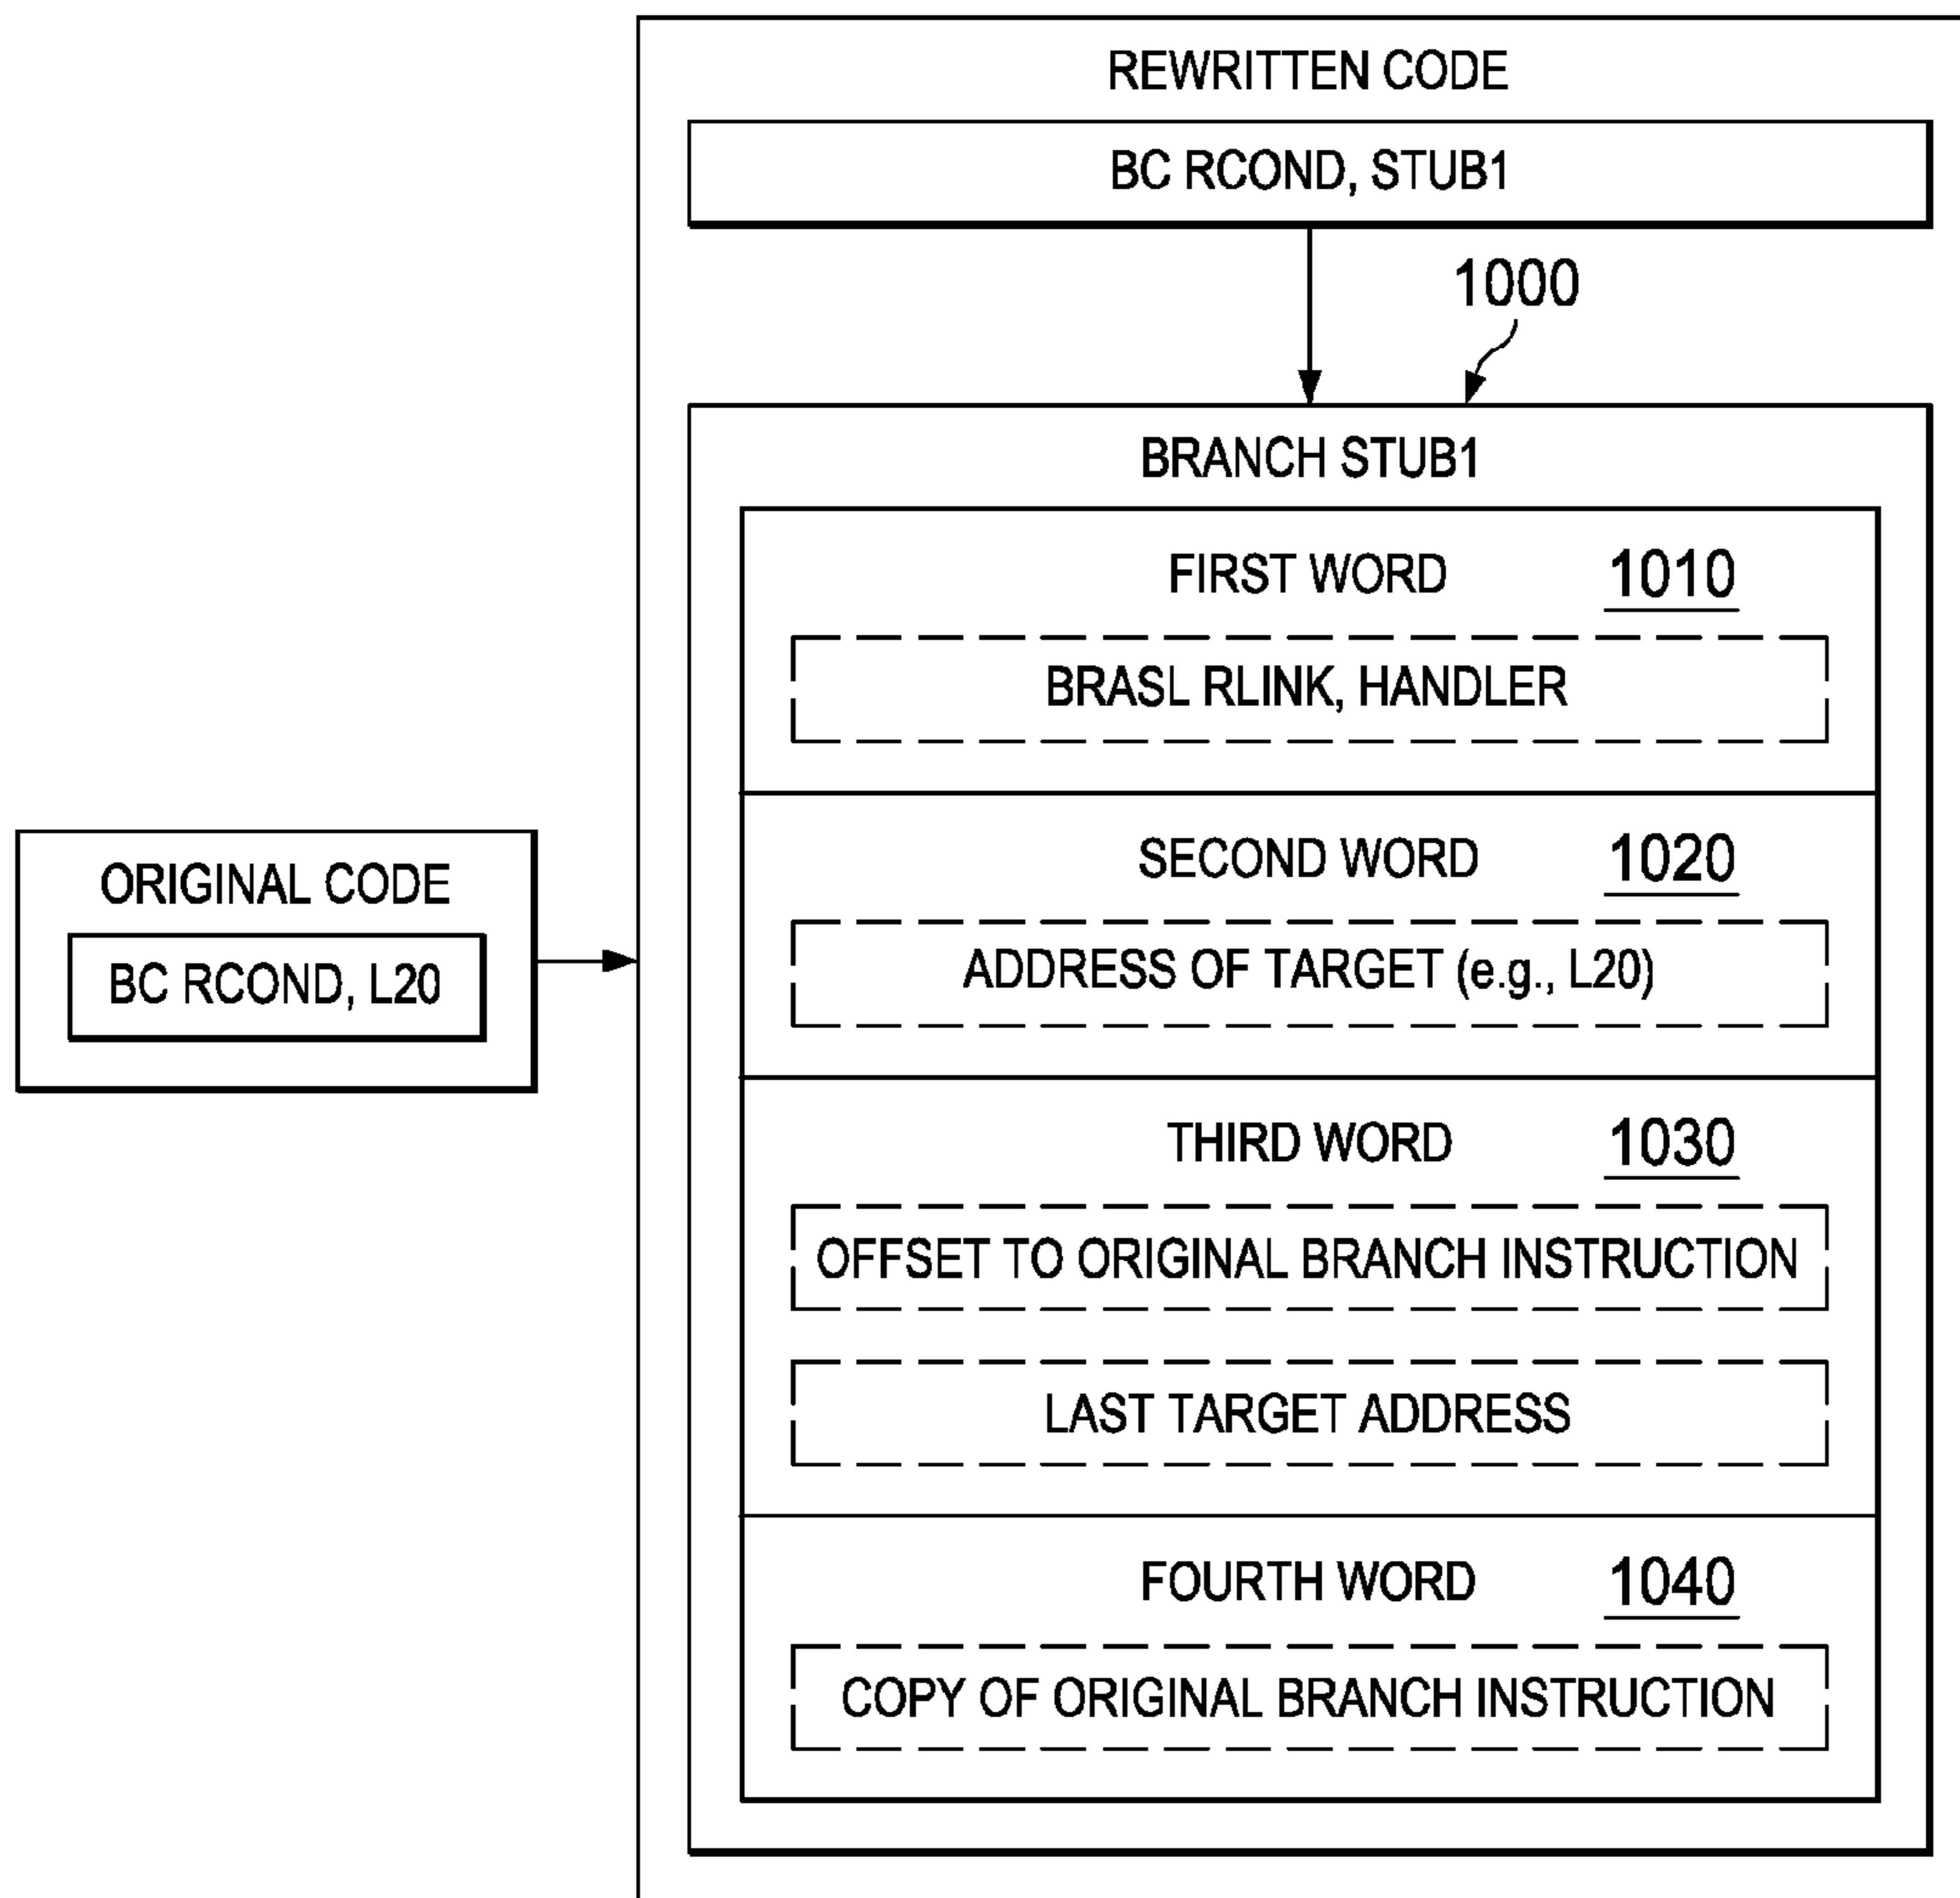 REWRITTEN CODE
BC RCOND, STUB1
1000
BRANCH STUB1
FIRST WORD 1010
BRASL RLINK, HANDLER
SECOND WORD 1020
ADDRESS OF TARGET (e.g., L20)
THIRD WORD 1030
OFFSET TO ORIGINAL BRANCH INSTRUCTION
LAST TARGET ADDRESS
FOURTH WORD 1040
COPY OF ORIGINAL BRANCH INSTRUCTION
ORIGINAL CODE
BC RCOND, L20